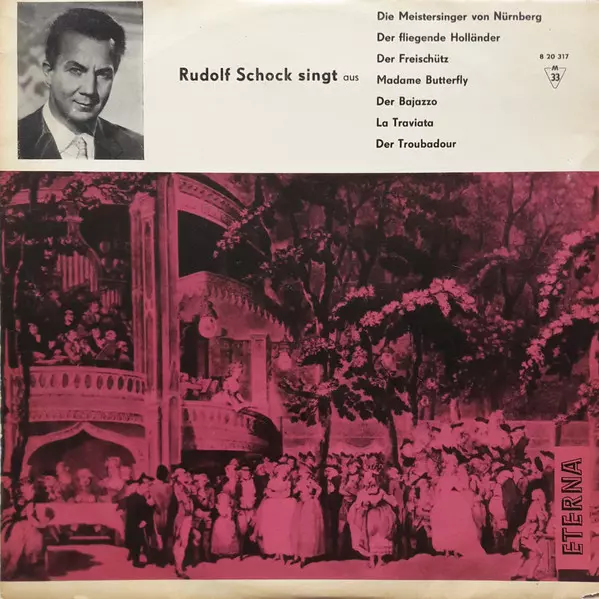 Rudolf Schock singt aus
Die Meistersinger von Nürnberg
Der fliegende Holländer
Der Freischütz
Madame Butterfly
Der Bajazzo
La Traviata
Der Troubadour
8 20 317
M
33
ETERNA